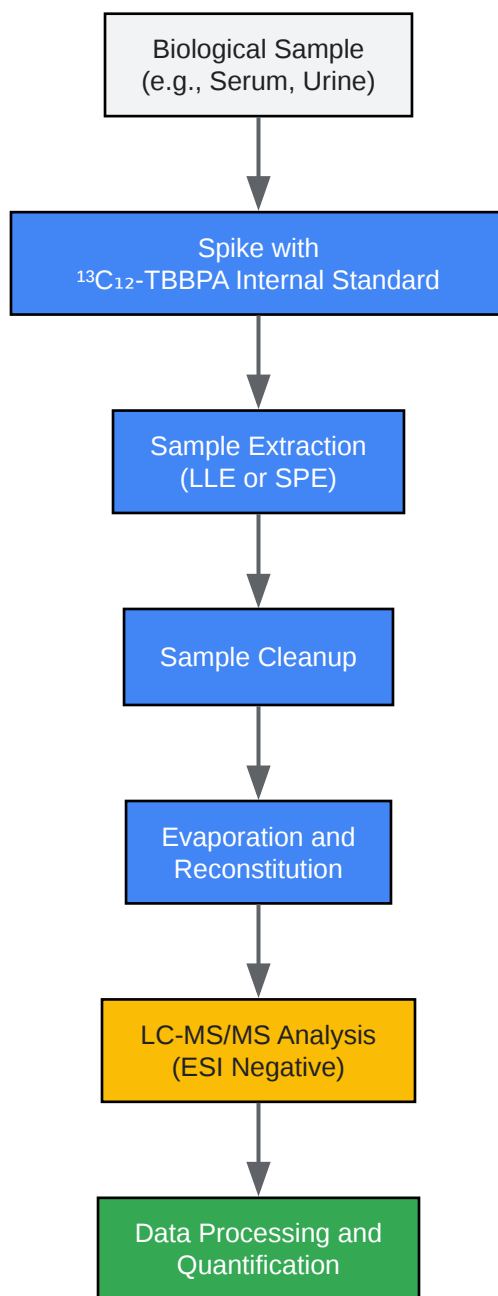 Biological Sample
(e.g., Serum, Urine)
Spike with
¹³C₁₂-TBBPA Internal Standard
Sample Extraction
(LLE or SPE)
Sample Cleanup
Evaporation and
Reconstitution
LC-MS/MS Analysis
(ESI Negative)
Data Processing and
Quantification